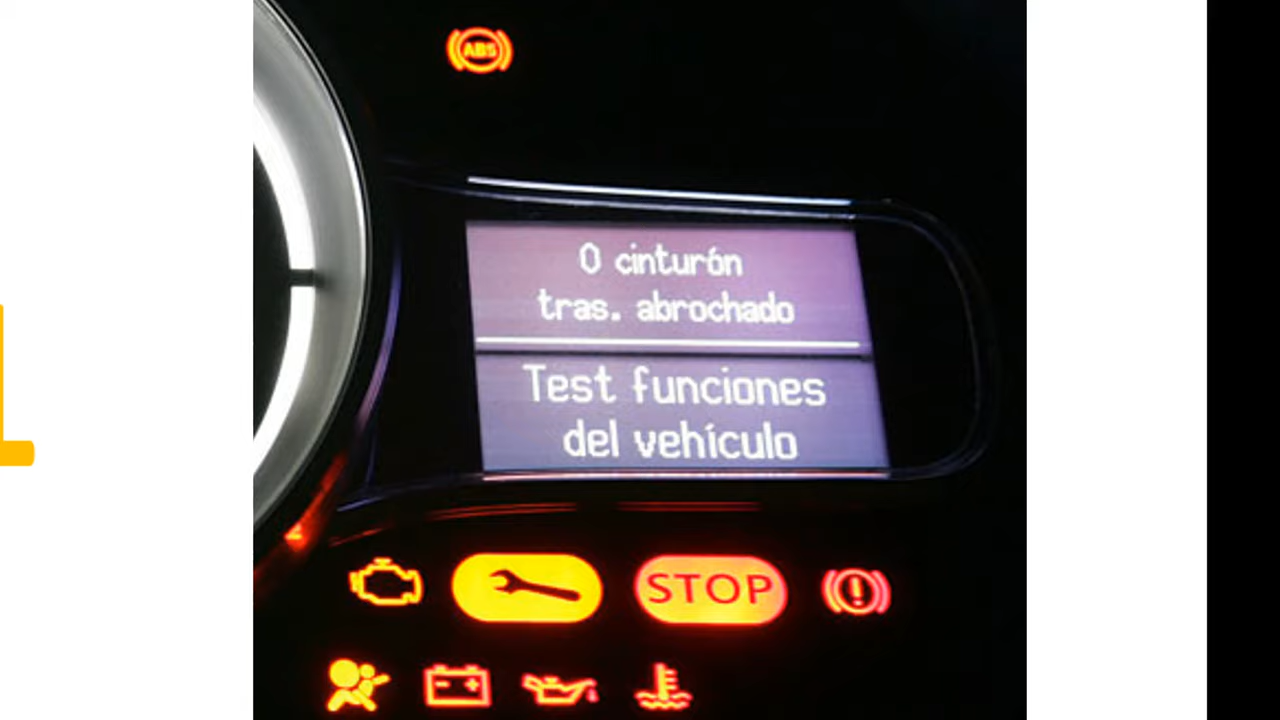 ABS
0 cinturón
tras. abrochado
Test funciones
del vehículo
STOP